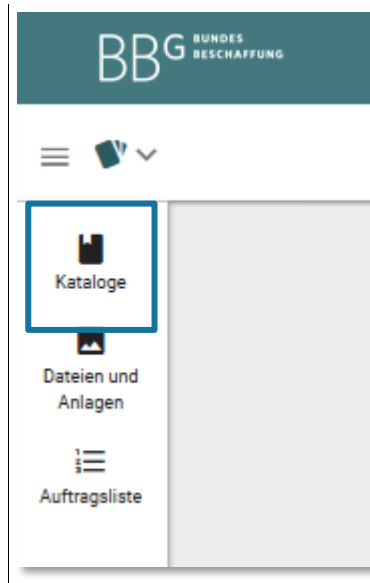 BBG BUNDES
BESCHAFFUNG
Kataloge
Dateien und
Anlagen
Auftragsliste